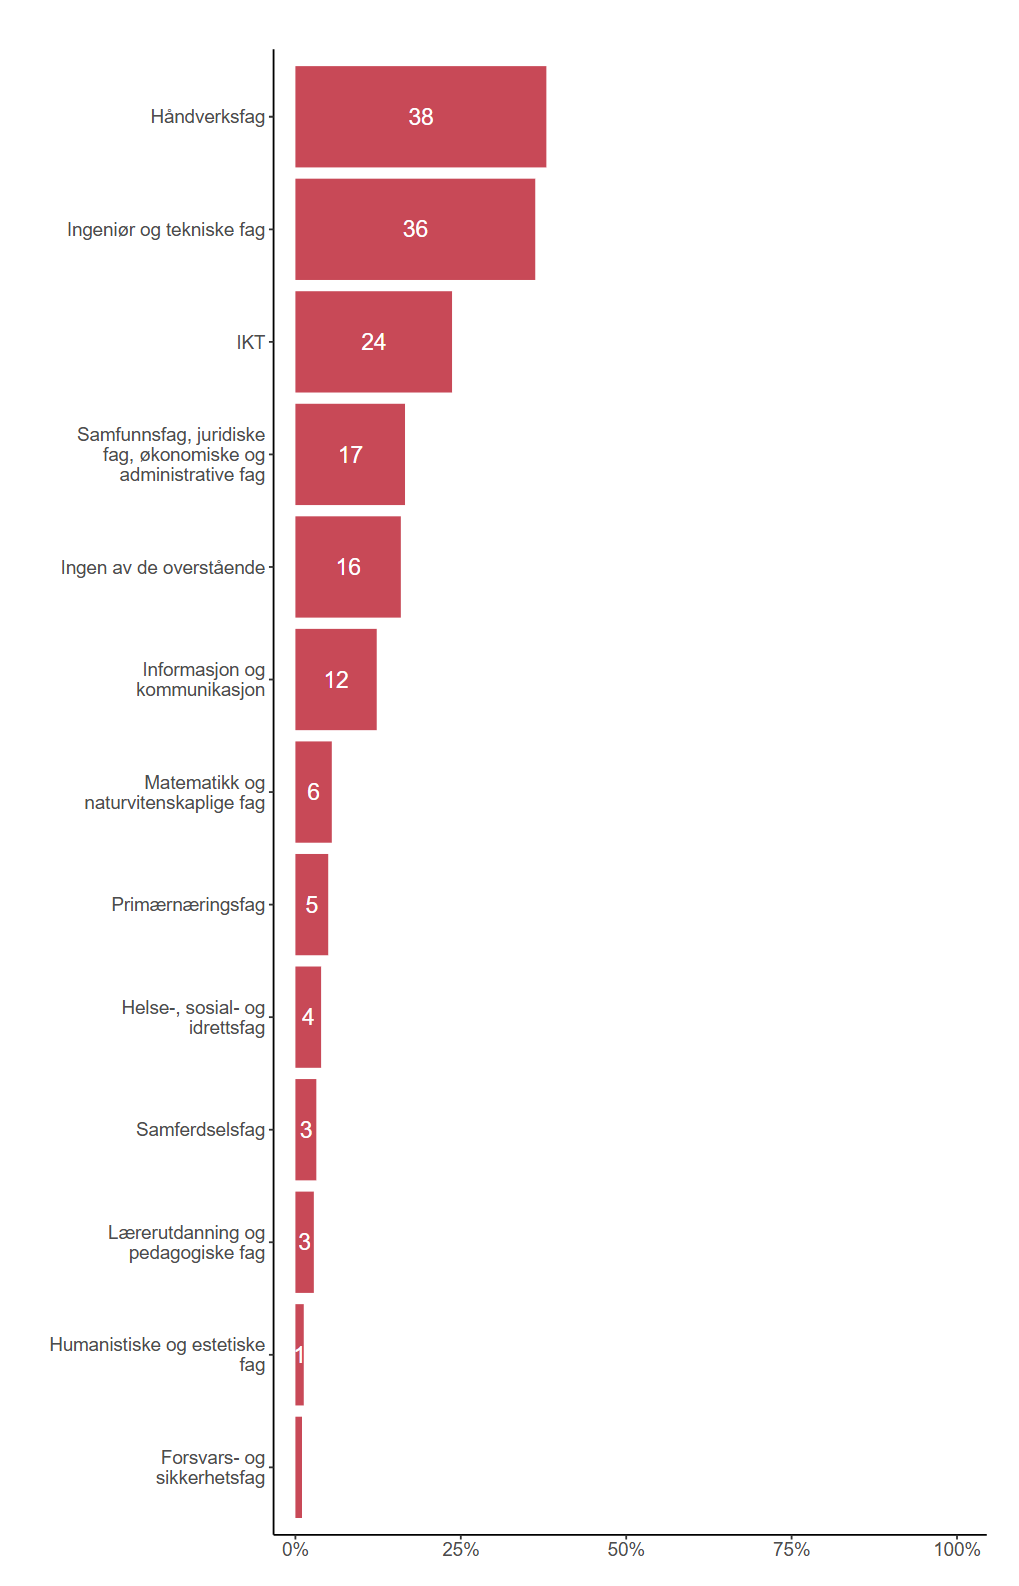 Håndverksfag
38
Ingeniør og tekniske fag
36
IKT
24
Samfunnsfag, juridiske
fag, økonomiske og
administrative fag
17
Ingen av de overstående
16
Informasjon og
kommunikasjon
12
Matematikk og
naturvitenskaplige fag
6
Primærnæringsfag
5
Helse-, sosial- og
idrettsfag
4
Samferdselsfag
3
Lærerutdanning og
pedagogiske fag
3
Humanistiske og estetiske
fag
1
Forsvars- og
sikkerhetsfag
0% 25% 50% 75% 100%